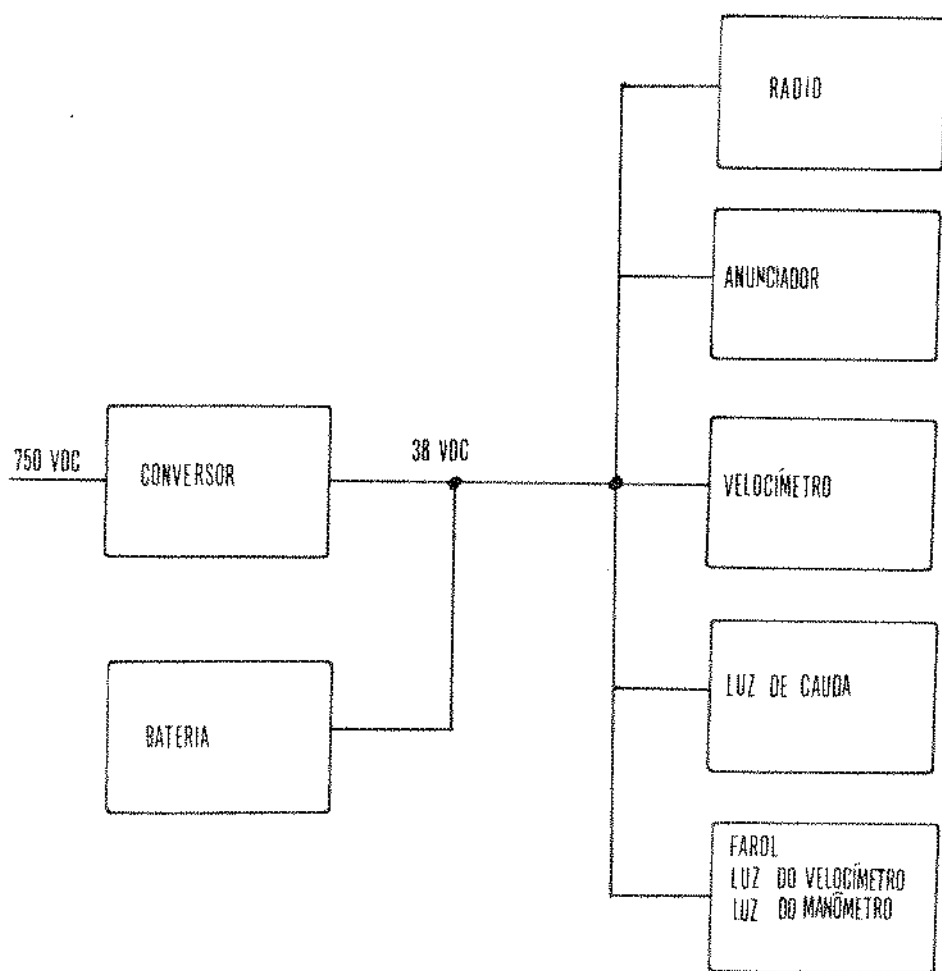 RADIO
ANUNCIADOR
750 VDC
CONVERSOR
38 VDC
VELOCÍMETRO
BATERIA
LUZ DE CAUDA
FAROL
LUZ DO VELOCÍMETRO
LUZ DO MANÔMETRO